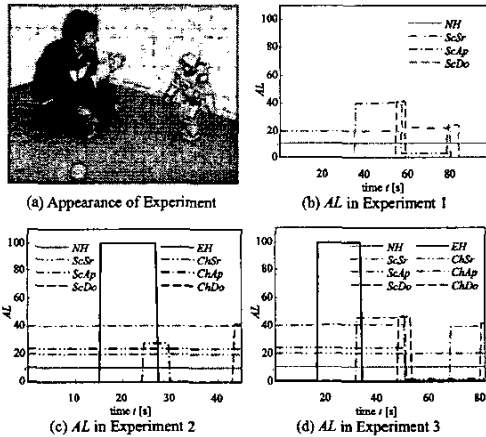 (a) Appearance of Experiment
AL
100
80
60
40
20
0
NH
ScSr
ScAp
ScDo
20
40
60
80
time t [s]
(b) AL in Experiment 1
AL
100
80
60
40
20
0
NH
ScSr
ScAp
ScDo
EH
ChSr
ChAp
ChDo
10
20
30
40
time t [s]
(c) AL in Experiment 2
AL
100
80
60
40
20
0
NH
ScSr
ScAp
ScDo
EH
ChSr
ChAp
ChDo
20
40
60
80
time t [s]
(d) AL in Experiment 3